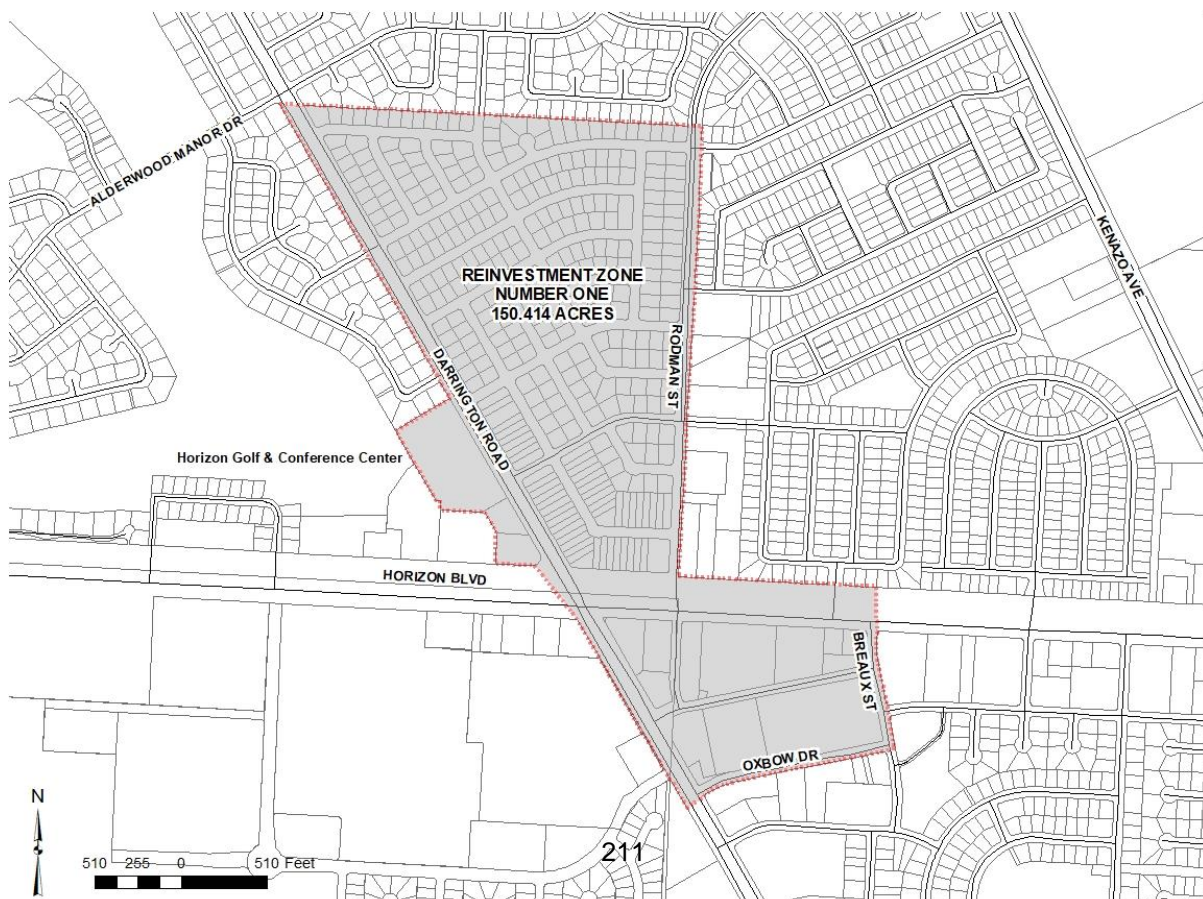 ALDERWOOD MANOR DR
KENAZO AVE
REINVESTMENT ZONE
NUMBER ONE
150.414 ACRES
RODMAN ST
DARRINGTON ROAD
Horizon Golf & Conference Center
HORIZON BLVD
BREAUX ST
OXBOW DR
N
510 255 0 510 Feet
211